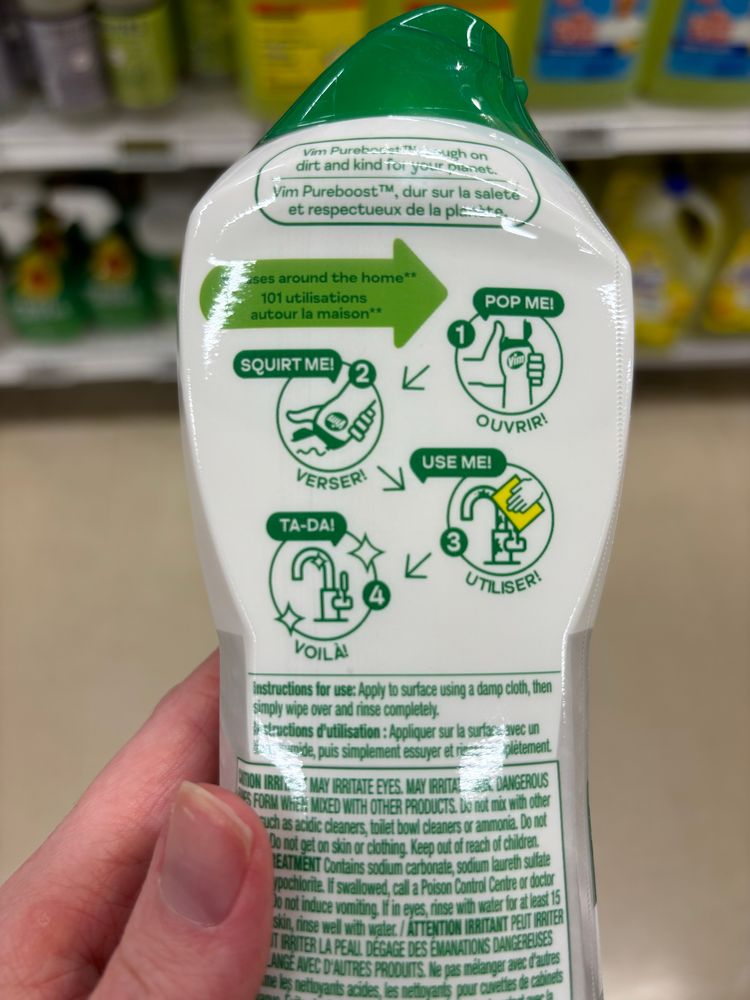 Vim Pureboost™, tough on
dirt and kind for your planet.
Vim Pureboost™, dur sur la saleté
et respectueux de la planète.
uses around the home**
101 utilisations
autour la maison**
POP ME!
1
Vim
OUVRIR!
SQUIRT ME!
2
Vim
VERSER!
USE ME!
3
UTILISER!
TA-DA!
4
VOILÀ!
Instructions for use: Apply to surface using a damp cloth, then
simply wipe over and rinse completely.
Instructions d'utilisation : Appliquer sur la surface avec un
puis simplement essuyer et
MAY IRRITATE EYES. MAY DANGEROUS
FORM WHEN MIXED WITH OTHER PRODUCTS. Do not mix with other
such as acidic cleaners, toilet bowl cleaners or ammonia. Do not
Do not get on skin or clothing. Keep out of reach of children.
Contains sodium carbonate, sodium laureth sulfate
If swallowed, call a Poison Control Centre or doctor
Do not induce vomiting. If in eyes, rinse with water for at least 15
skin, rinse well with water. / ATTENTION IRRITANT PEUT IRRITER
IRRITER LA PEAU. DÉGAGE DES ÉMANATIONS DANGEREUSES
AVEC D'AUTRES PRODUITS. Ne pas mélanger avec d'autres
les nettoyants acides, les nettoyants pour cuvettes de cabinets